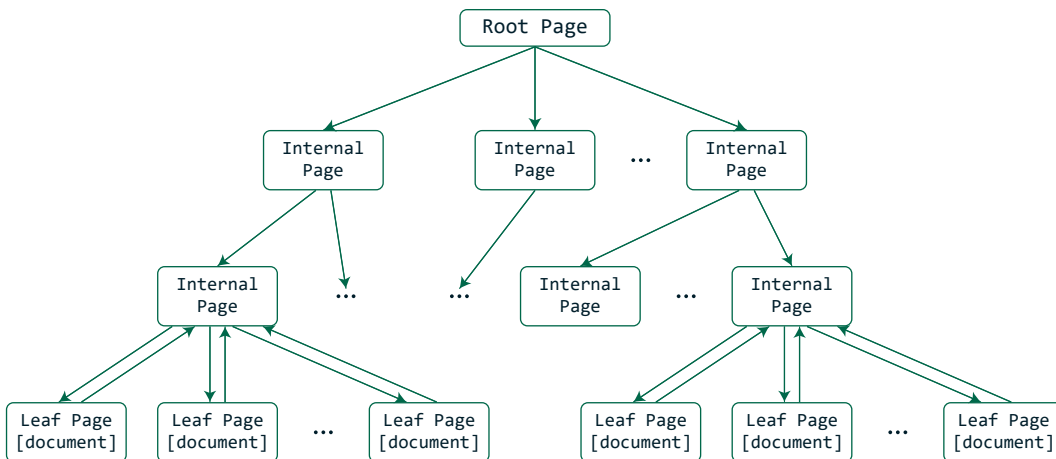 Root Page
Internal
Page
Internal
Page
...
Internal
Page
Internal
Page
...
...
Internal
Page
...
Internal
Page
Leaf Page
[document]
Leaf Page
[document]
...
Leaf Page
[document]
Leaf Page
[document]
Leaf Page
[document]
...
Leaf Page
[document]